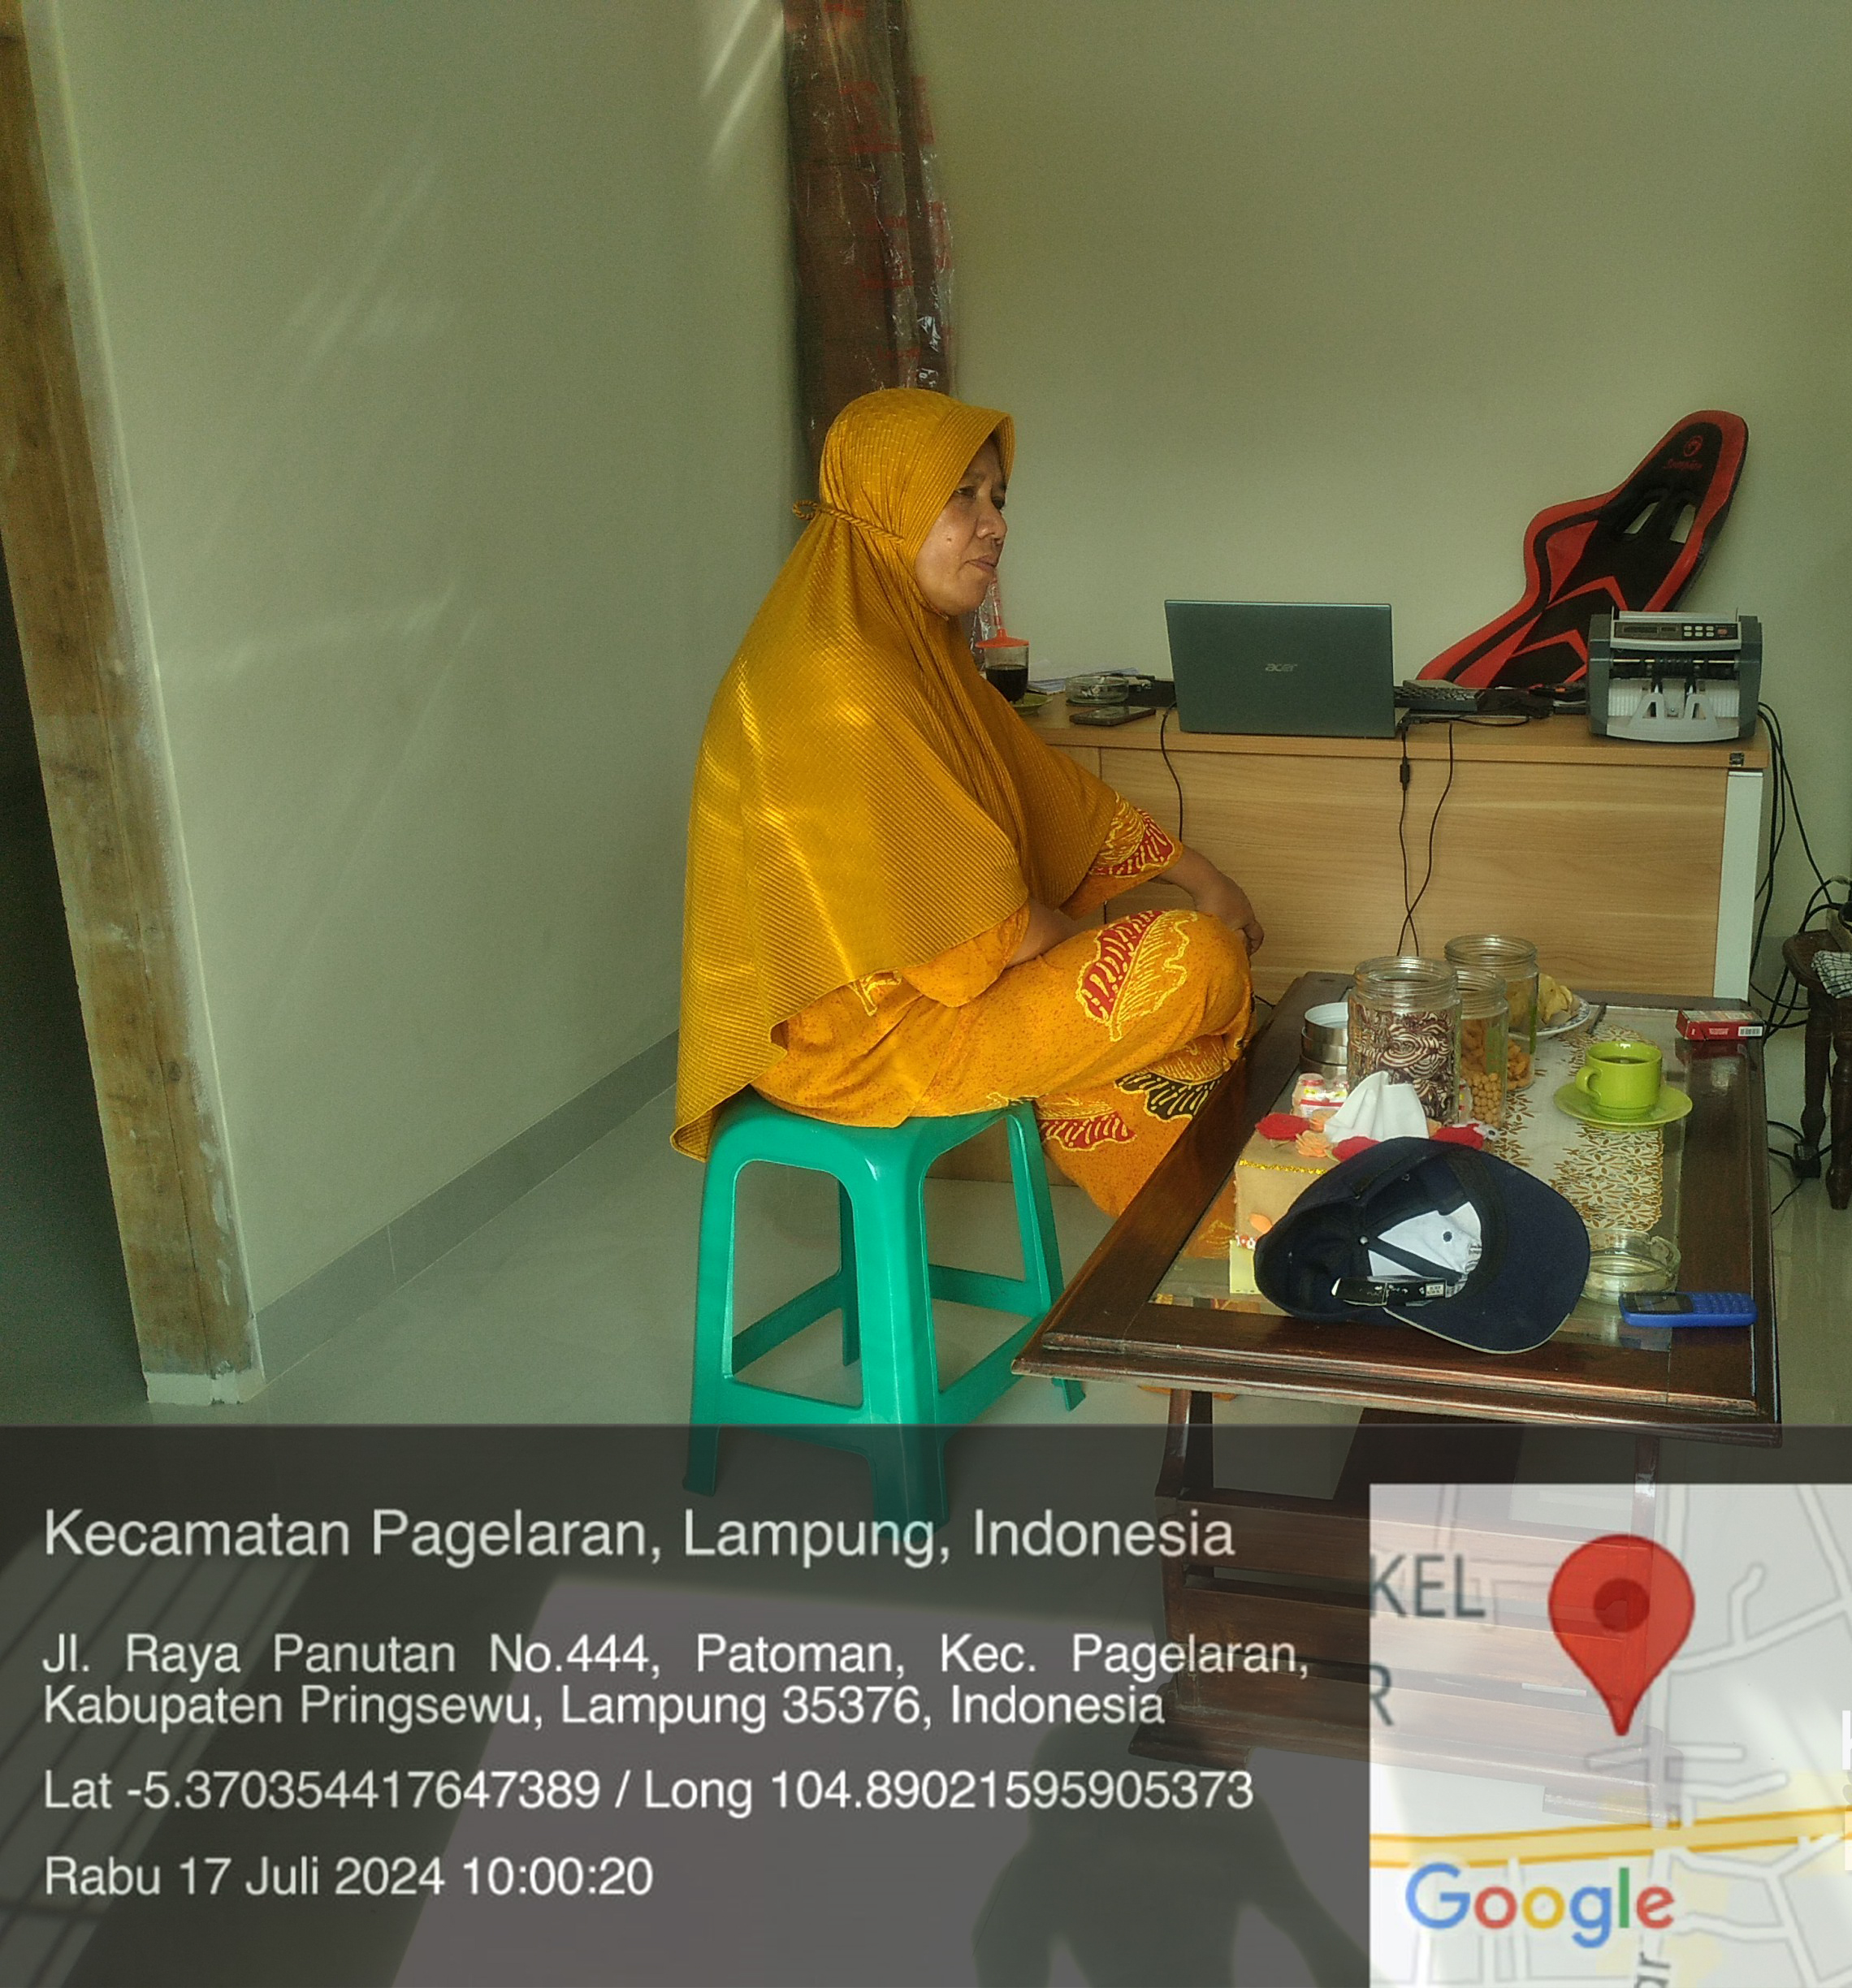 acer
Kecamatan Pagelaran, Lampung, Indonesia
Jl. Raya Panutan No.444, Patoman, Kec. Pagelaran,
Kabupaten Pringsewu, Lampung 35376, Indonesia
Lat -5.370354417647389 / Long 104.89021595905373
Rabu 17 Juli 2024 10:00:20
KEL
R
Google
ar